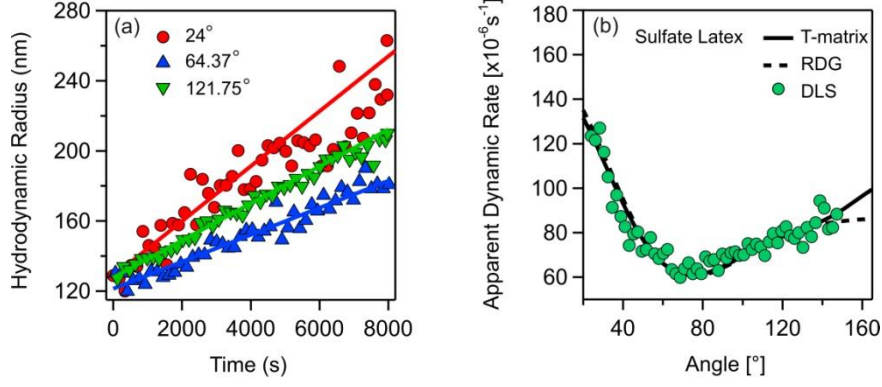 (a)
24°
64.37°
121.75°
Hydrodynamic Radius (nm)
280
240
200
160
120
0
2000
4000
6000
8000
Time (s)
(b)
Sulfate Latex
T-matrix
RDG
DLS
Apparent Dynamic Rate [x10⁻⁶s⁻¹]
180
160
140
120
100
80
60
40
80
120
160
Angle [°]